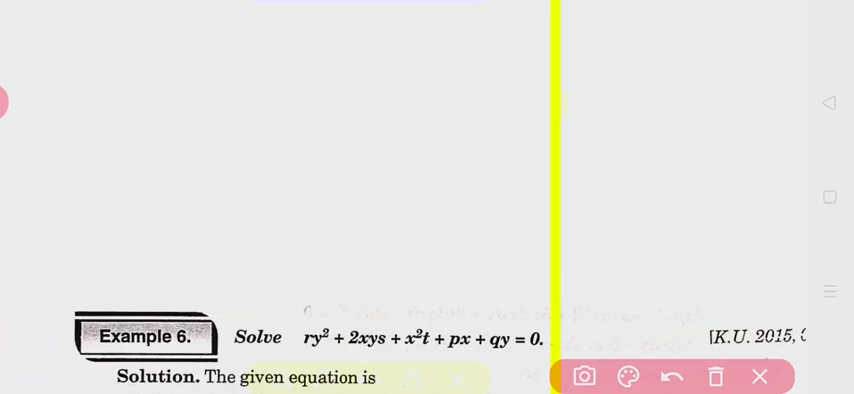 Example 6. Solve ry² + 2xys + x²t + px + qy = 0. [K.U. 2015,
Solution. The given equation is